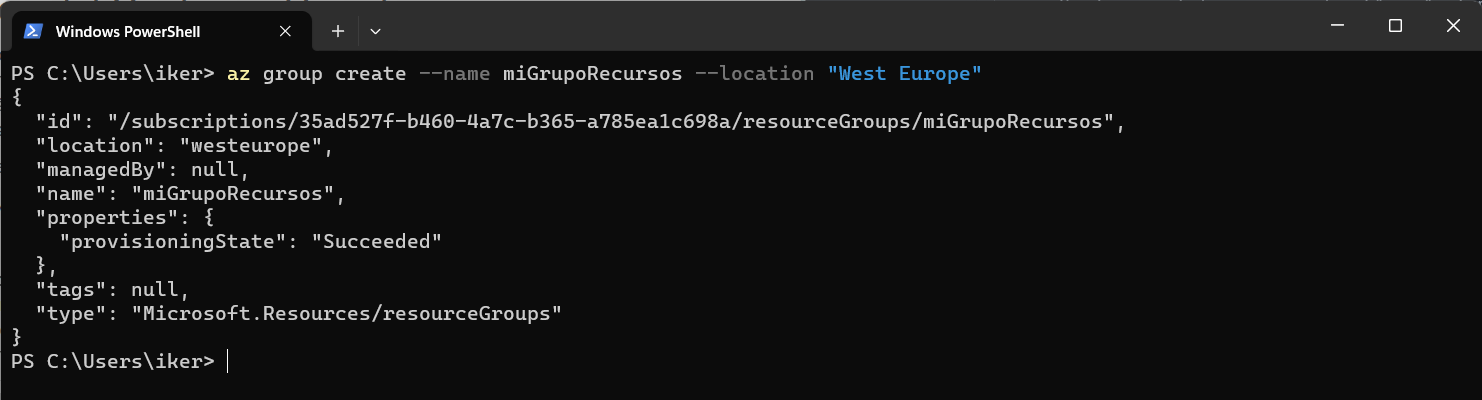 Windows PowerShell
PS C:\Users\iker> az group create --name miGrupoRecursos --location "West Europe"
{
  "id": "/subscriptions/35ad527f-b460-4a7c-b365-a785ea1c698a/resourceGroups/miGrupoRecursos",
  "location": "westeurope",
  "managedBy": null,
  "name": "miGrupoRecursos",
  "properties": {
    "provisioningState": "Succeeded"
  },
  "tags": null,
  "type": "Microsoft.Resources/resourceGroups"
}
PS C:\Users\iker>